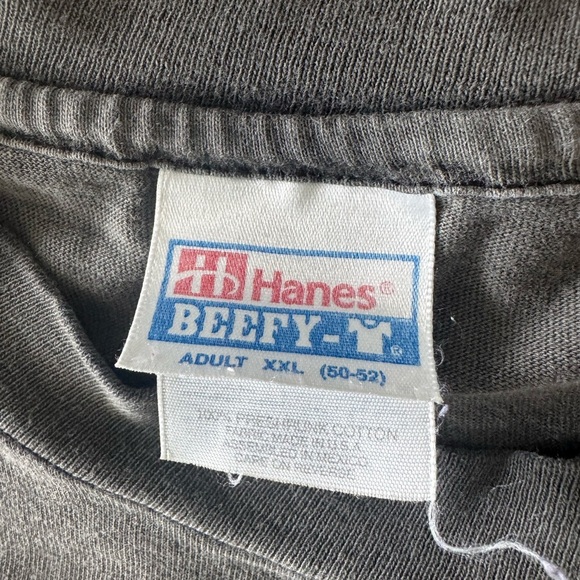 Hanes®
BEEFY-T®
ADULT XXL (50-52)
100% PRESHRUNK COTTON
FABRIC MADE IN U.S.A.
ASSEMBLED IN MEXICO
CARE ON REVERSE